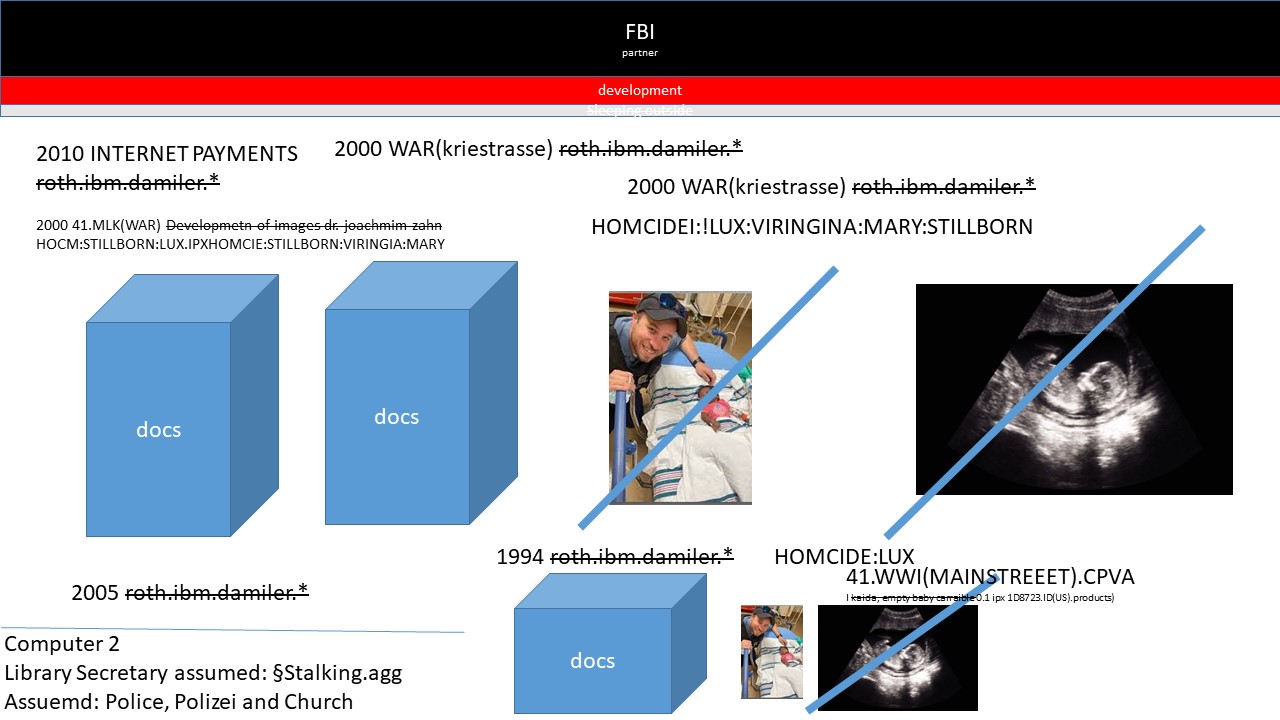 FBI
partner
development
sleeping outside
2010 INTERNET PAYMENTS
roth.ibm.damiler.*
2000 WAR(kriestrasse) roth.ibm.damiler.*
2000 WAR(kriestrasse) roth.ibm.damiler.*
2000 41.MLK(WAR) Developmetn of images dr. joachmim zahn
HOCM:STILLBORN:LUX.IPXHOMCIE:STILLBORN:VIRINGIA:MARY
HOMCIDEI:!LUX:VIRINGINA:MARY:STILLBORN
docs
docs
1994 roth.ibm.damiler.*
HOMCIDE:LUX
41.WWI(MAINSTREEET).CPVA
I kaida, empty baby carraible 0.1 ipx 1D8723.ID(US).products)
2005 roth.ibm.damiler.*
Computer 2
Library Secretary assumed: §Stalking.agg
Assuemd: Police, Polizei and Church
docs